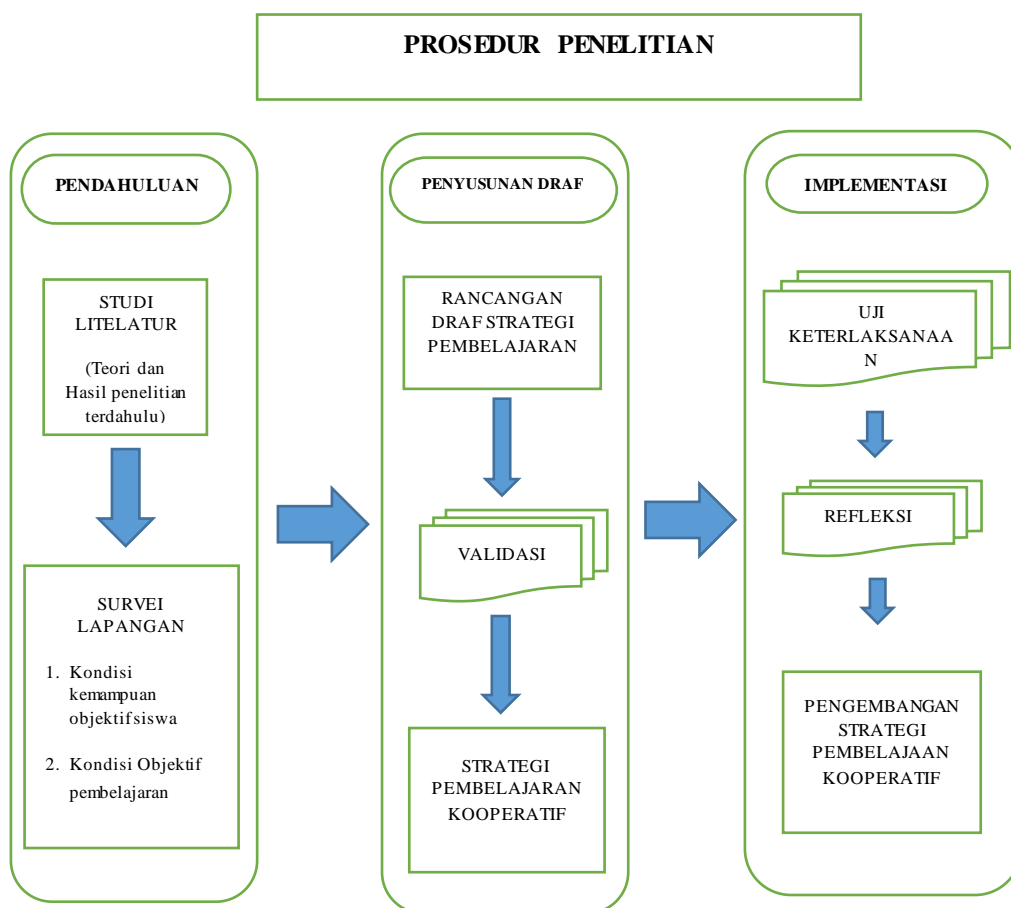 PROSEDUR PENELITIAN
PENDAHULUAN
STUDI
LITELATUR
(Teori dan
Hasil penelitian
terdahulu)
SURVEI
LAPANGAN
1. Kondisi
kemampuan
objektif siswa
2. Kondisi Objektif
pembelajaran
PENYUSUNAN DRAF
RANCANGAN
DRAF STRATEGI
PEMBELAJARAN
VALIDASI
STRATEGI
PEMBELAJARAN
KOOPERATIF
IMPLEMENTASI
UJI
KETERLAKSANAA
N
REFLEKSI
PENGEMBANGAN
STRATEGI
PEMBELAJAAN
KOOPERATIF